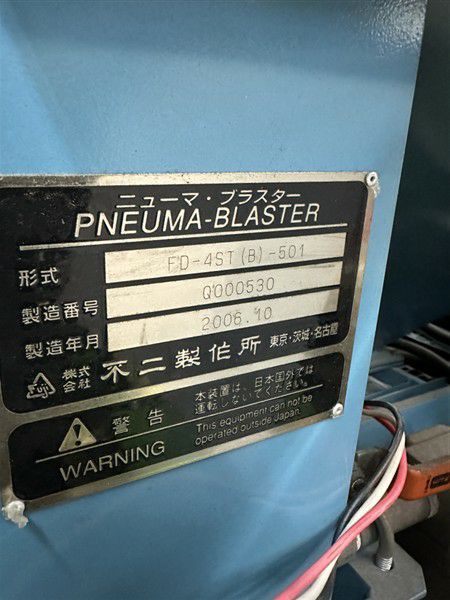 ニューマ・ブラスター
PNEUMA-BLASTER
形式 FD-4ST(B)-501
製造番号 Q000530
製造年月 2006.10
株式会社 不二製作所 東京・茨城・名古屋
警告
WARNING
本装置は、日本国外では
運転しないでください。
This equipment can not be
operated outside Japan.